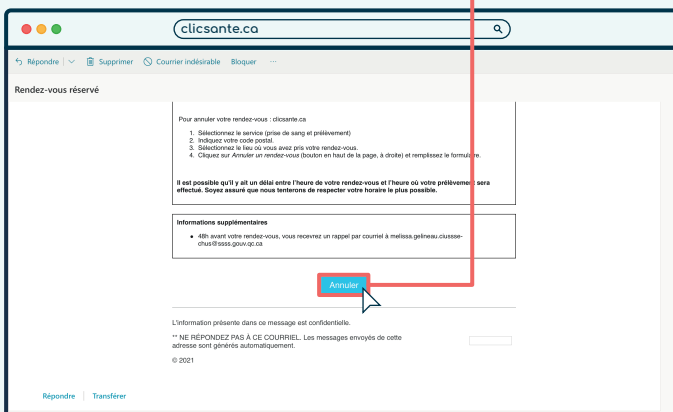 clicsante.ca
Répondre Supprimer Courrier indésirable Bloquer ...
Rendez-vous réservé
Pour annuler votre rendez-vous : clicsante.ca
1. Sélectionnez le service (prise de sang et prélèvement)
2. Indiquez votre code postal.
3. Sélectionnez le lieu où vous avez pris votre rendez-vous.
4. Cliquez sur Annuler un rendez-vous (bouton en haut de la page, à droite) et remplissez le formulaire.
Il est possible qu'il y ait un délai entre l'heure de votre rendez-vous et l'heure où votre prélèvement sera
effectué. Soyez assuré que nous tenterons de respecter votre horaire le plus possible.
Informations supplémentaires
• 48h avant votre rendez-vous, vous recevrez un rappel par courriel à melissa.gelineau.ciussse-
chus@ssss.gouv.qc.ca
Annuler
L'information présente dans ce message est confidentielle.
** NE RÉPONDEZ PAS À CE COURRIEL. Les messages envoyés de cette
adresse sont générés automatiquement.
© 2021
Répondre Transférer